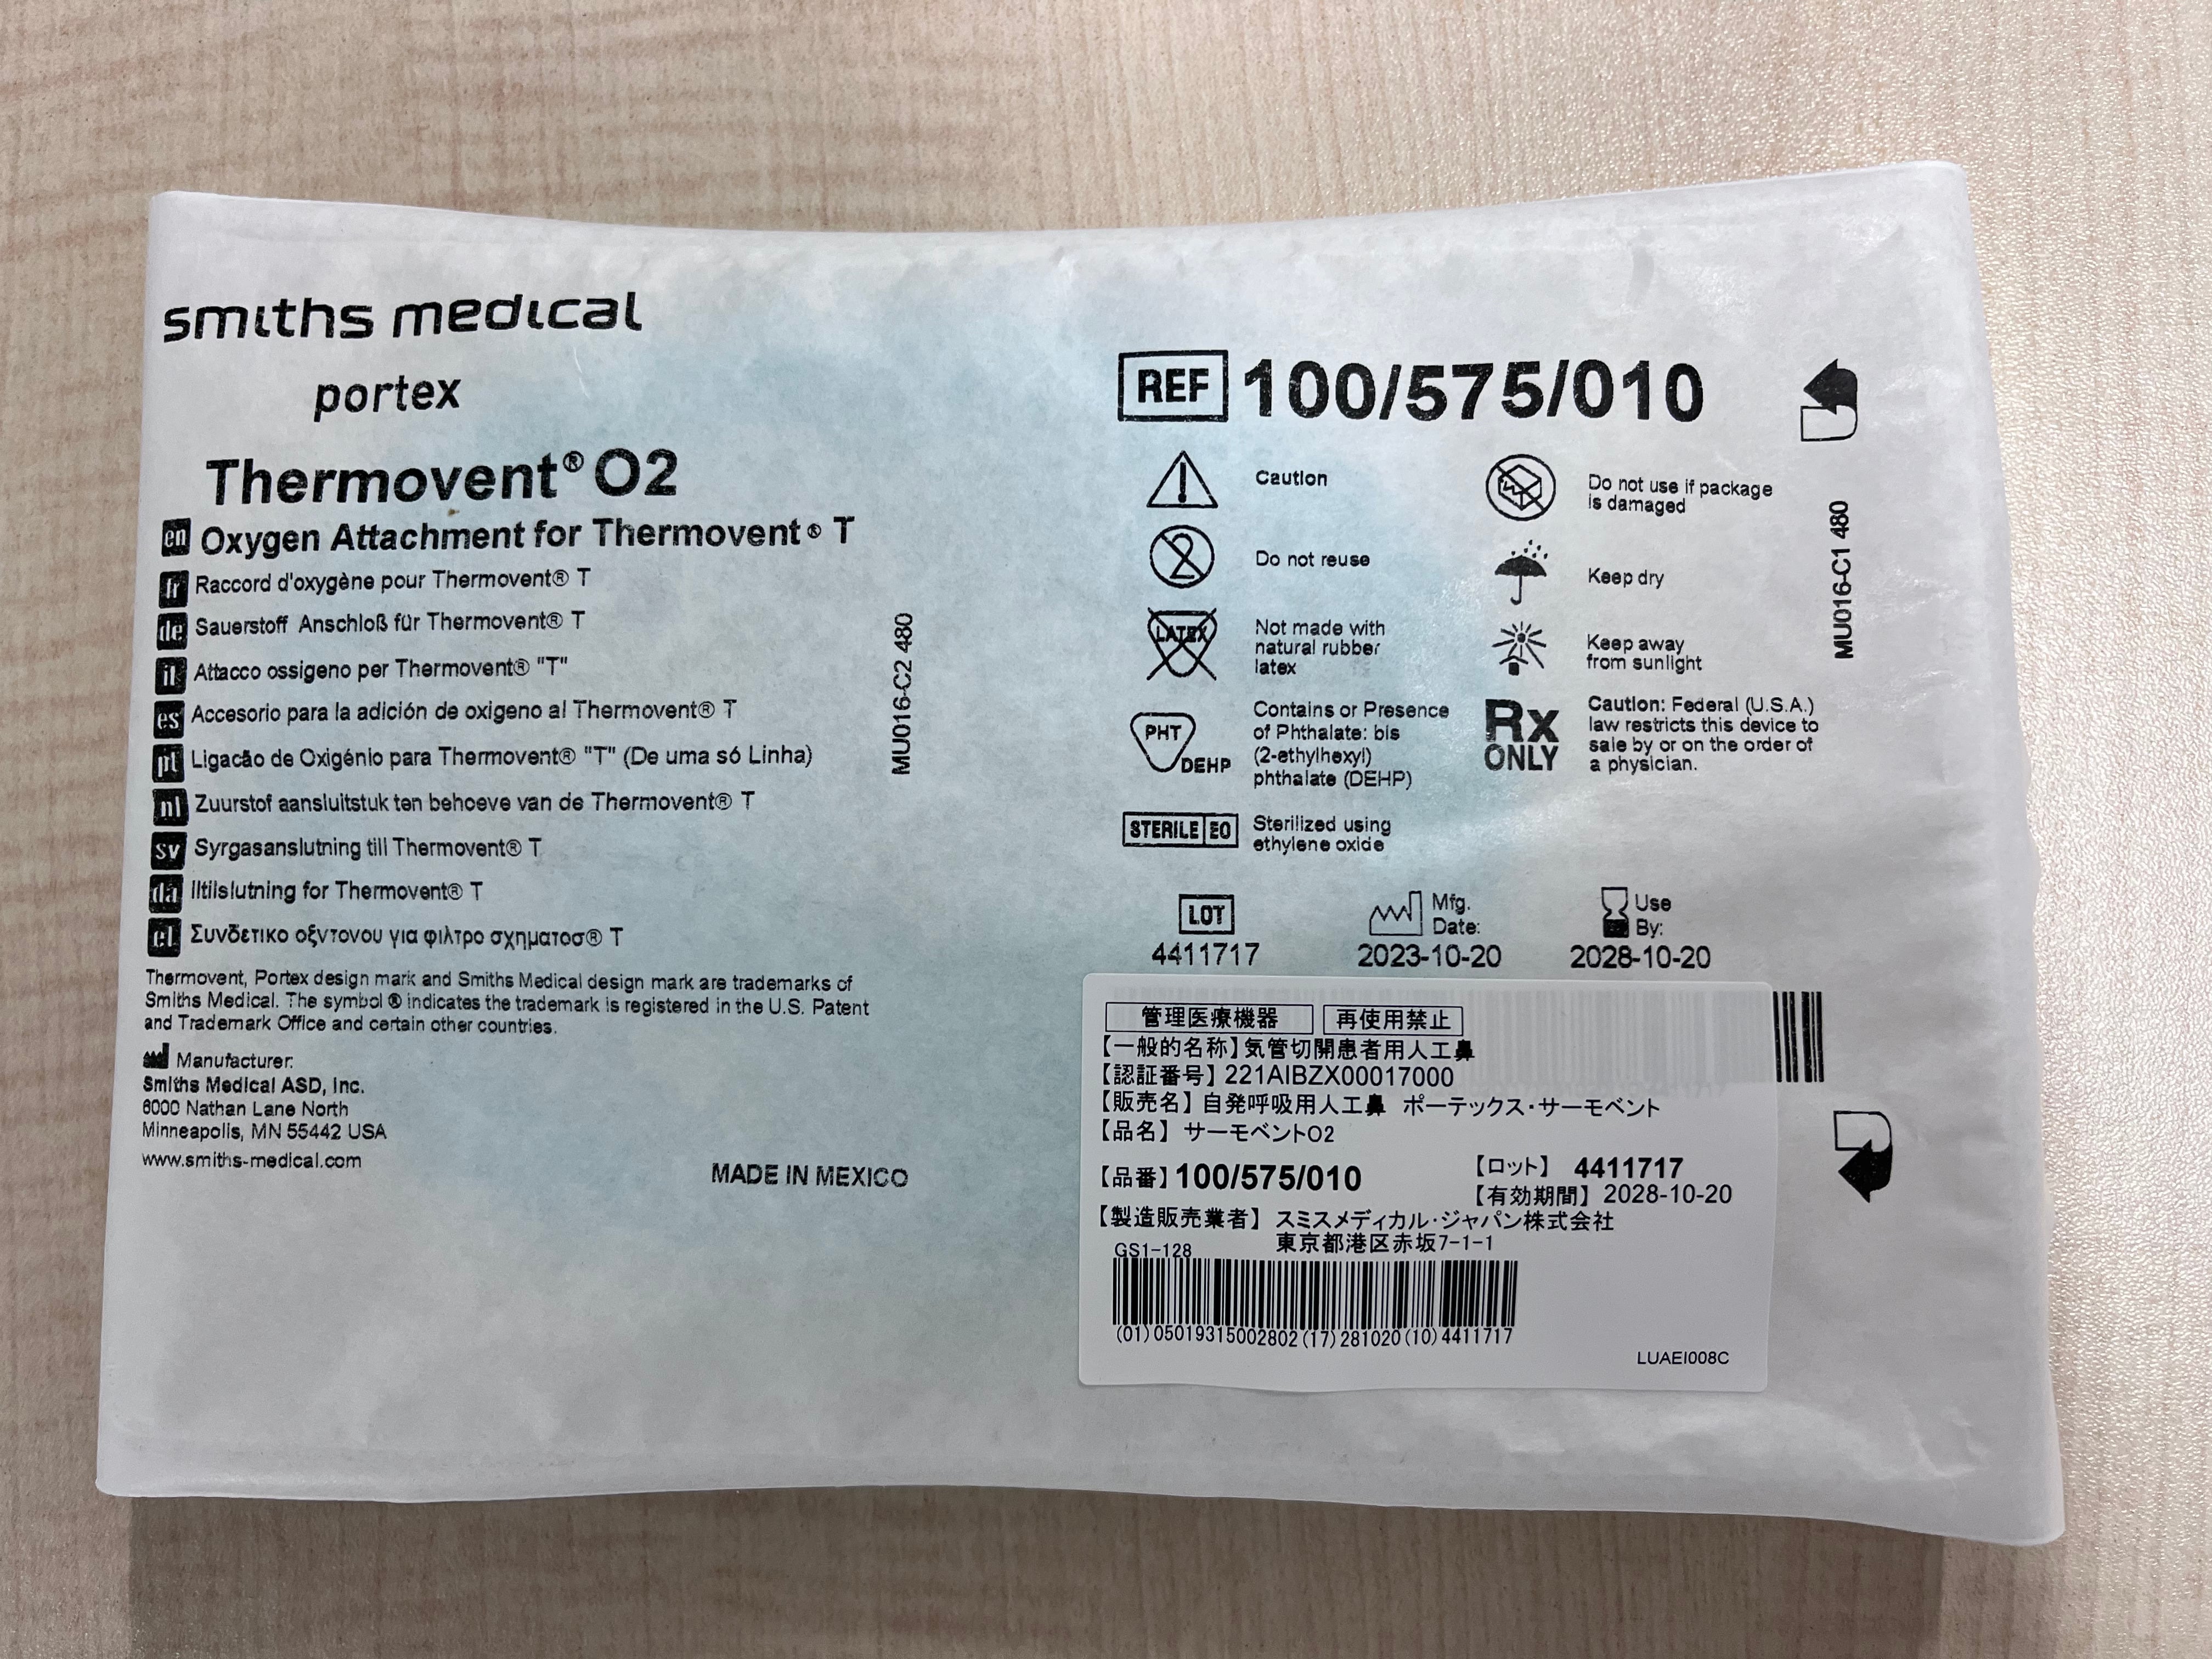 smiths medical
portex
Thermovent® O2
en Oxygen Attachment for Thermovent® T
fr Raccord d'oxygène pour Thermovent® T
de Sauerstoff Anschloß für Thermovent® T
it Attacco ossigeno per Thermovent® "T"
es Accesorio para la adición de oxigeno al Thermovent® T
pt Ligacão de Oxigénio para Thermovent® "T" (De uma só Linha)
nl Zuurstof aansluitstuk ten behoeve van de Thermovent® T
sv Syrgasanslutning till Thermovent® T
da Iltilslutning for Thermovent® T
el Συνδετικο οξντονου για φιλτρο σχηματοσ® T
MU016-C2 480
Thermovent, Portex design mark and Smiths Medical design mark are trademarks of
Smiths Medical. The symbol ® indicates the trademark is registered in the U.S. Patent
and Trademark Office and certain other countries.
Manufacturer:
Smiths Medical ASD, Inc.
6000 Nathan Lane North
Minneapolis, MN 55442 USA
www.smiths-medical.com
MADE IN MEXICO
REF 100/575/010
Caution
2 Do not reuse
LATEX Not made with
natural rubber
latex
PHT DEHP Contains or Presence
of Phthalate: bis
(2-ethylhexyl)
phthalate (DEHP)
STERILE EO Sterilized using
ethylene oxide
Do not use if package
is damaged
Keep dry
Keep away
from sunlight
Rx ONLY Caution: Federal (U.S.A.)
law restricts this device to
sale by or on the order of
a physician.
MU016-C1 480
LOT
4411717
Mfg.
Date:
2023-10-20
Use
By:
2028-10-20
管理医療機器 再使用禁止
【一般的名称】気管切開患者用人工鼻
【認証番号】221AIBZX00017000
【販売名】自発呼吸用人工鼻 ポーテックス・サーモベント
【品名】 サーモベントO2
【品番】100/575/010
【ロット】 4411717
【有効期間】 2028-10-20
【製造販売業者】 スミスメディカル・ジャパン株式会社
東京都港区赤坂7-1-1
GS1-128
(01)05019315002802(17)281020(10)4411717
LUAEI008C